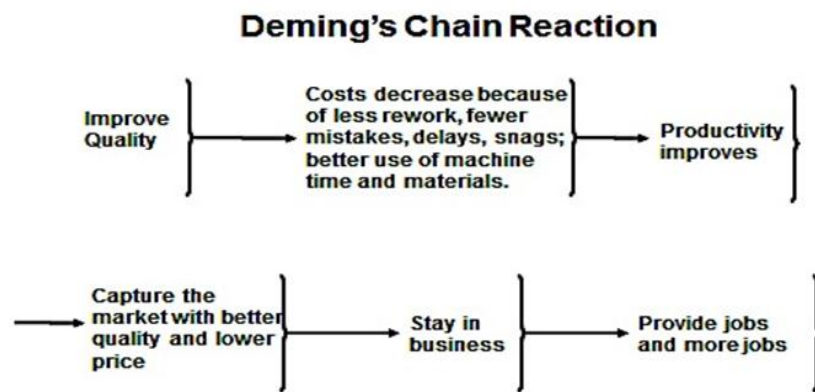 Deming's Chain Reaction
Improve
Quality
Costs decrease because
of less rework, fewer
mistakes, delays, snags;
better use of machine
time and materials.
Productivity
improves
Capture the
market with better
quality and lower
price
Stay in
business
Provide jobs
and more jobs